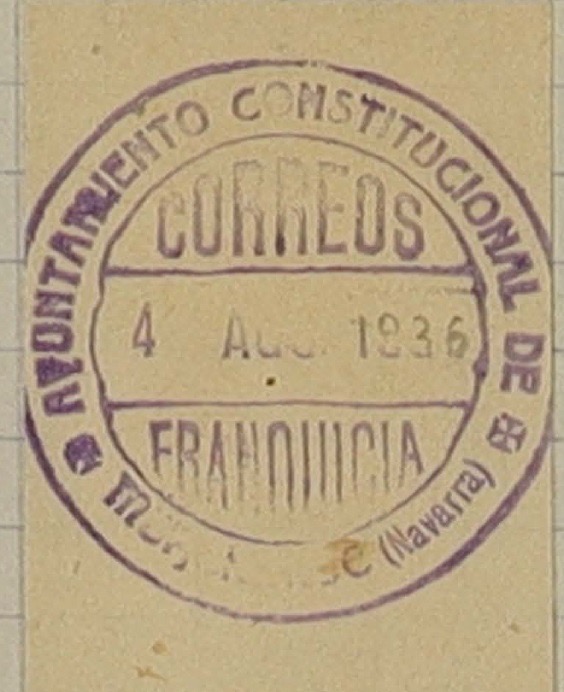 AYUNTAMIENTO CONSTITUCIONAL DE
(Navarra)
CORREOS
4 AGO. 1936
FRANQUICIA